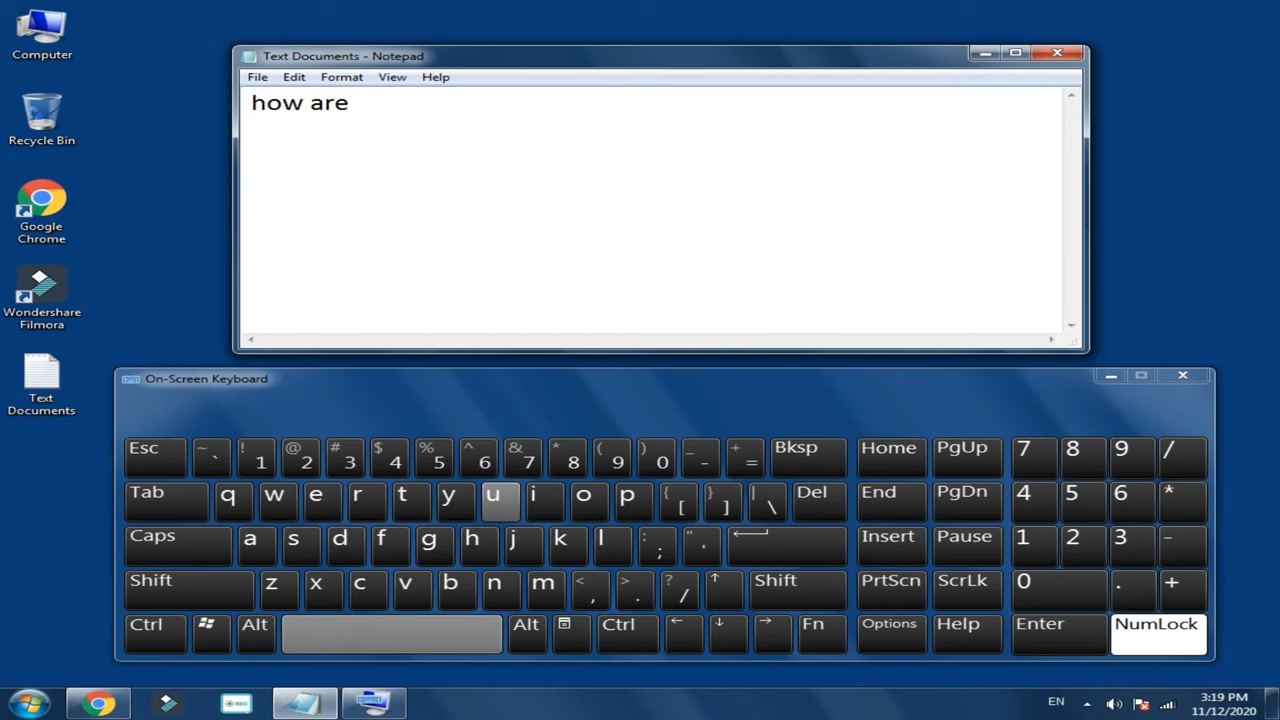 Computer
Recycle Bin
Google
Chrome
Wondershare
Filmora
Text
Documents
Text Documents - Notepad
File Edit Format View Help
how are
On-Screen Keyboard
Esc ~ ` ! 1 @ 2 # 3 $ 4 % 5 ^ 6 & 7 * 8 ( 9 ) 0 _ - + = Bksp Home PgUp 7 8 9 /
Tab q w e r t y u i o p { [ } ] | \ Del End PgDn 4 5 6 *
Caps a s d f g h j k l : ; " ' Insert Pause 1 2 3 -
Shift z x c v b n m < , > . ? / ↑ Shift PrtScn ScrLk 0 . +
Ctrl Alt Alt Ctrl ← ↓ → Fn Options Help Enter NumLock
EN 3:19 PM
11/12/2020